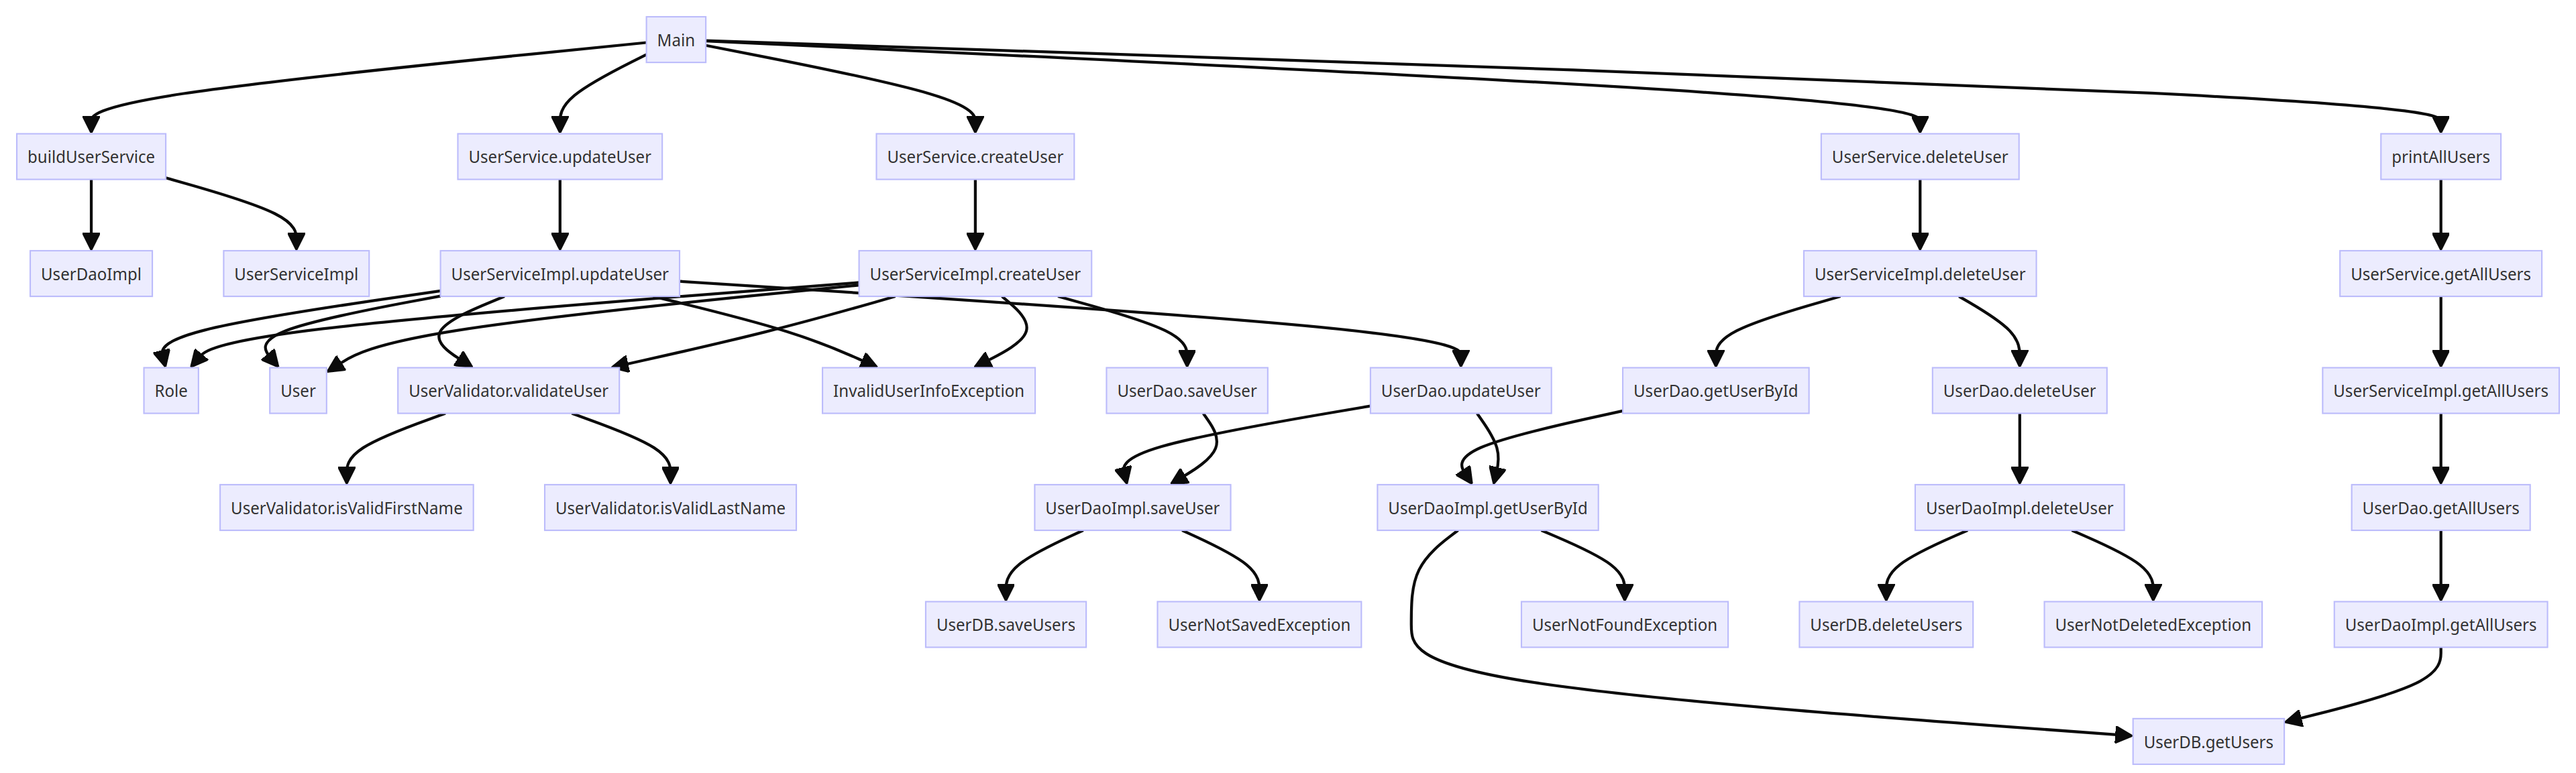 Main
buildUserService
UserService.updateUser
UserService.createUser
UserService.deleteUser
printAllUsers
UserDaoImpl
UserServiceImpl
UserServiceImpl.updateUser
UserServiceImpl.createUser
UserServiceImpl.deleteUser
UserService.getAllUsers
Role
User
UserValidator.validateUser
InvalidUserInfoException
UserDao.saveUser
UserDao.updateUser
UserDao.getUserById
UserDao.deleteUser
UserServiceImpl.getAllUsers
UserValidator.isValidFirstName
UserValidator.isValidLastName
UserDaoImpl.saveUser
UserDaoImpl.getUserById
UserDaoImpl.deleteUser
UserDao.getAllUsers
UserDB.saveUsers
UserNotSavedException
UserNotFoundException
UserDB.deleteUsers
UserNotDeletedException
UserDaoImpl.getAllUsers
UserDB.getUsers